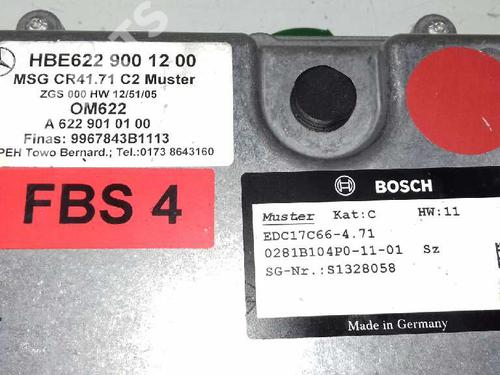 HBE622 900 12 00
MSG CR41.71 C2 Muster
ZGS 000 HW 12/51/05
OM622
A 622 901 01 00
Finas: 9967843B1113
PEH Towo Bernard.; Tel.:0173 8643160
FBS 4
BOSCH
Muster Kat:C HW:11
EDC17C66-4.71
0281B104P0-11-01 Sz
SG-Nr.:S1328058
Made in Germany